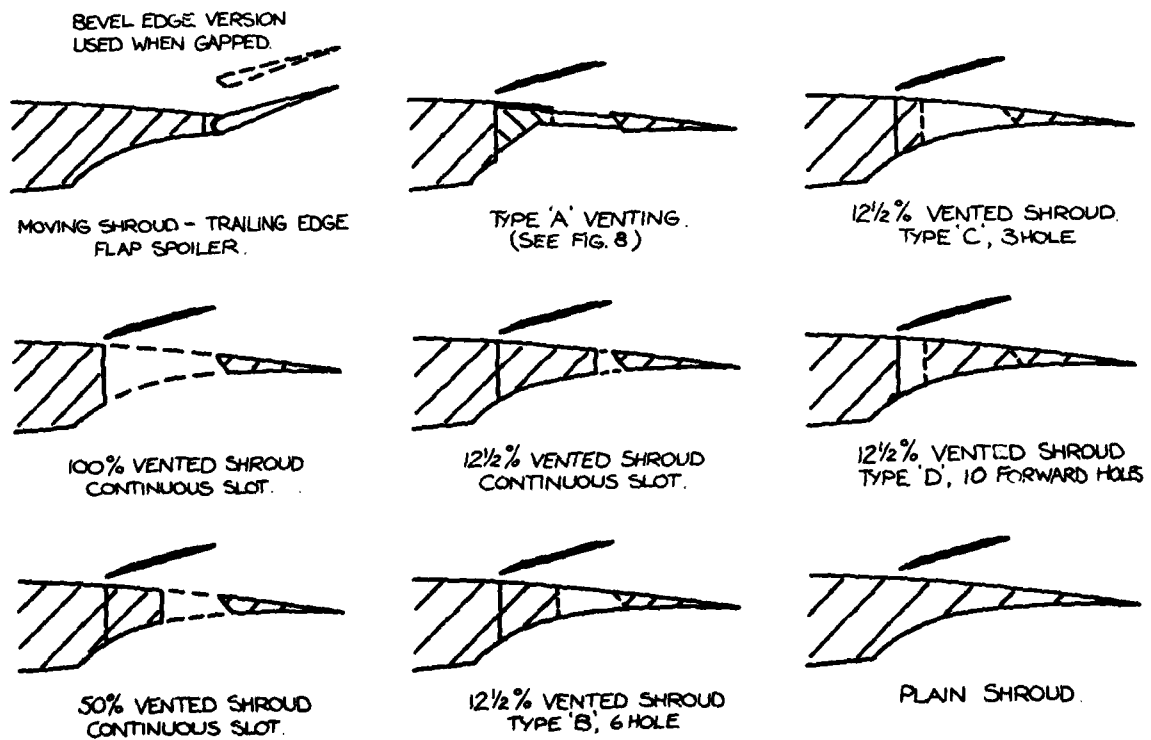 BEVEL EDGE VERSION
USED WHEN GAPPED.
MOVING SHROUD - TRAILING EDGE
FLAP SPOILER.
TYPE 'A' VENTING.
(SEE FIG. 8)
12½% VENTED SHROUD.
TYPE 'C', 3 HOLE
100% VENTED SHROUD
CONTINUOUS SLOT.
12½% VENTED SHROUD
CONTINUOUS SLOT.
12½% VENTED SHROUD
TYPE 'D', 10 FORWARD HOLES
50% VENTED SHROUD
CONTINUOUS SLOT.
12½% VENTED SHROUD
TYPE 'B', 6 HOLE
PLAIN SHROUD.